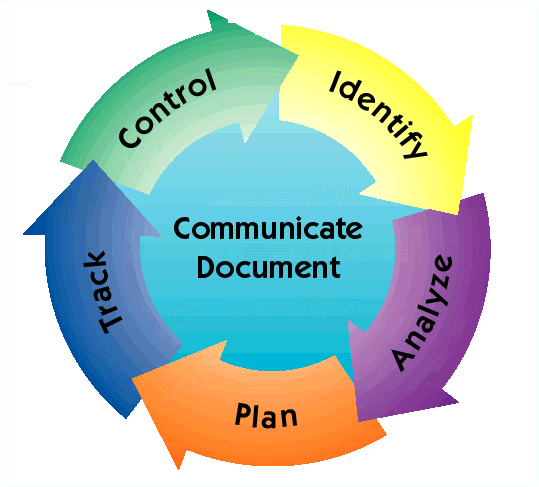 Identify
Analyze
Plan
Track
Control
Communicate
Document